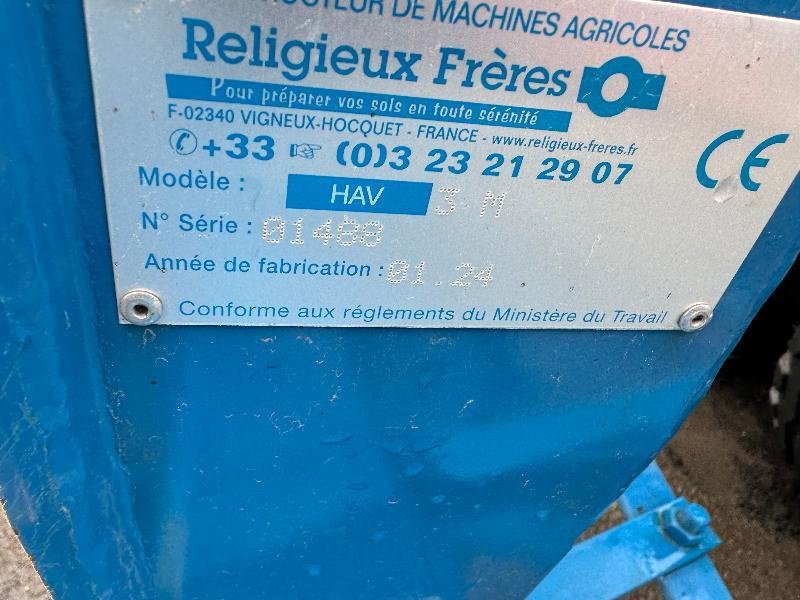 DE MACHINES AGRICOLES
Religieux Frères
Pour préparer vos sols en toute sérénité
F-02340 VIGNEUX-HOCQUET - FRANCE - www.religieux-freres.fr
+33 (0)3 23 21 29 07
CE
Modèle : HAV 3 M
N° Série : 01400
Année de fabrication : 01.24
Conforme aux réglements du Ministère du Travail